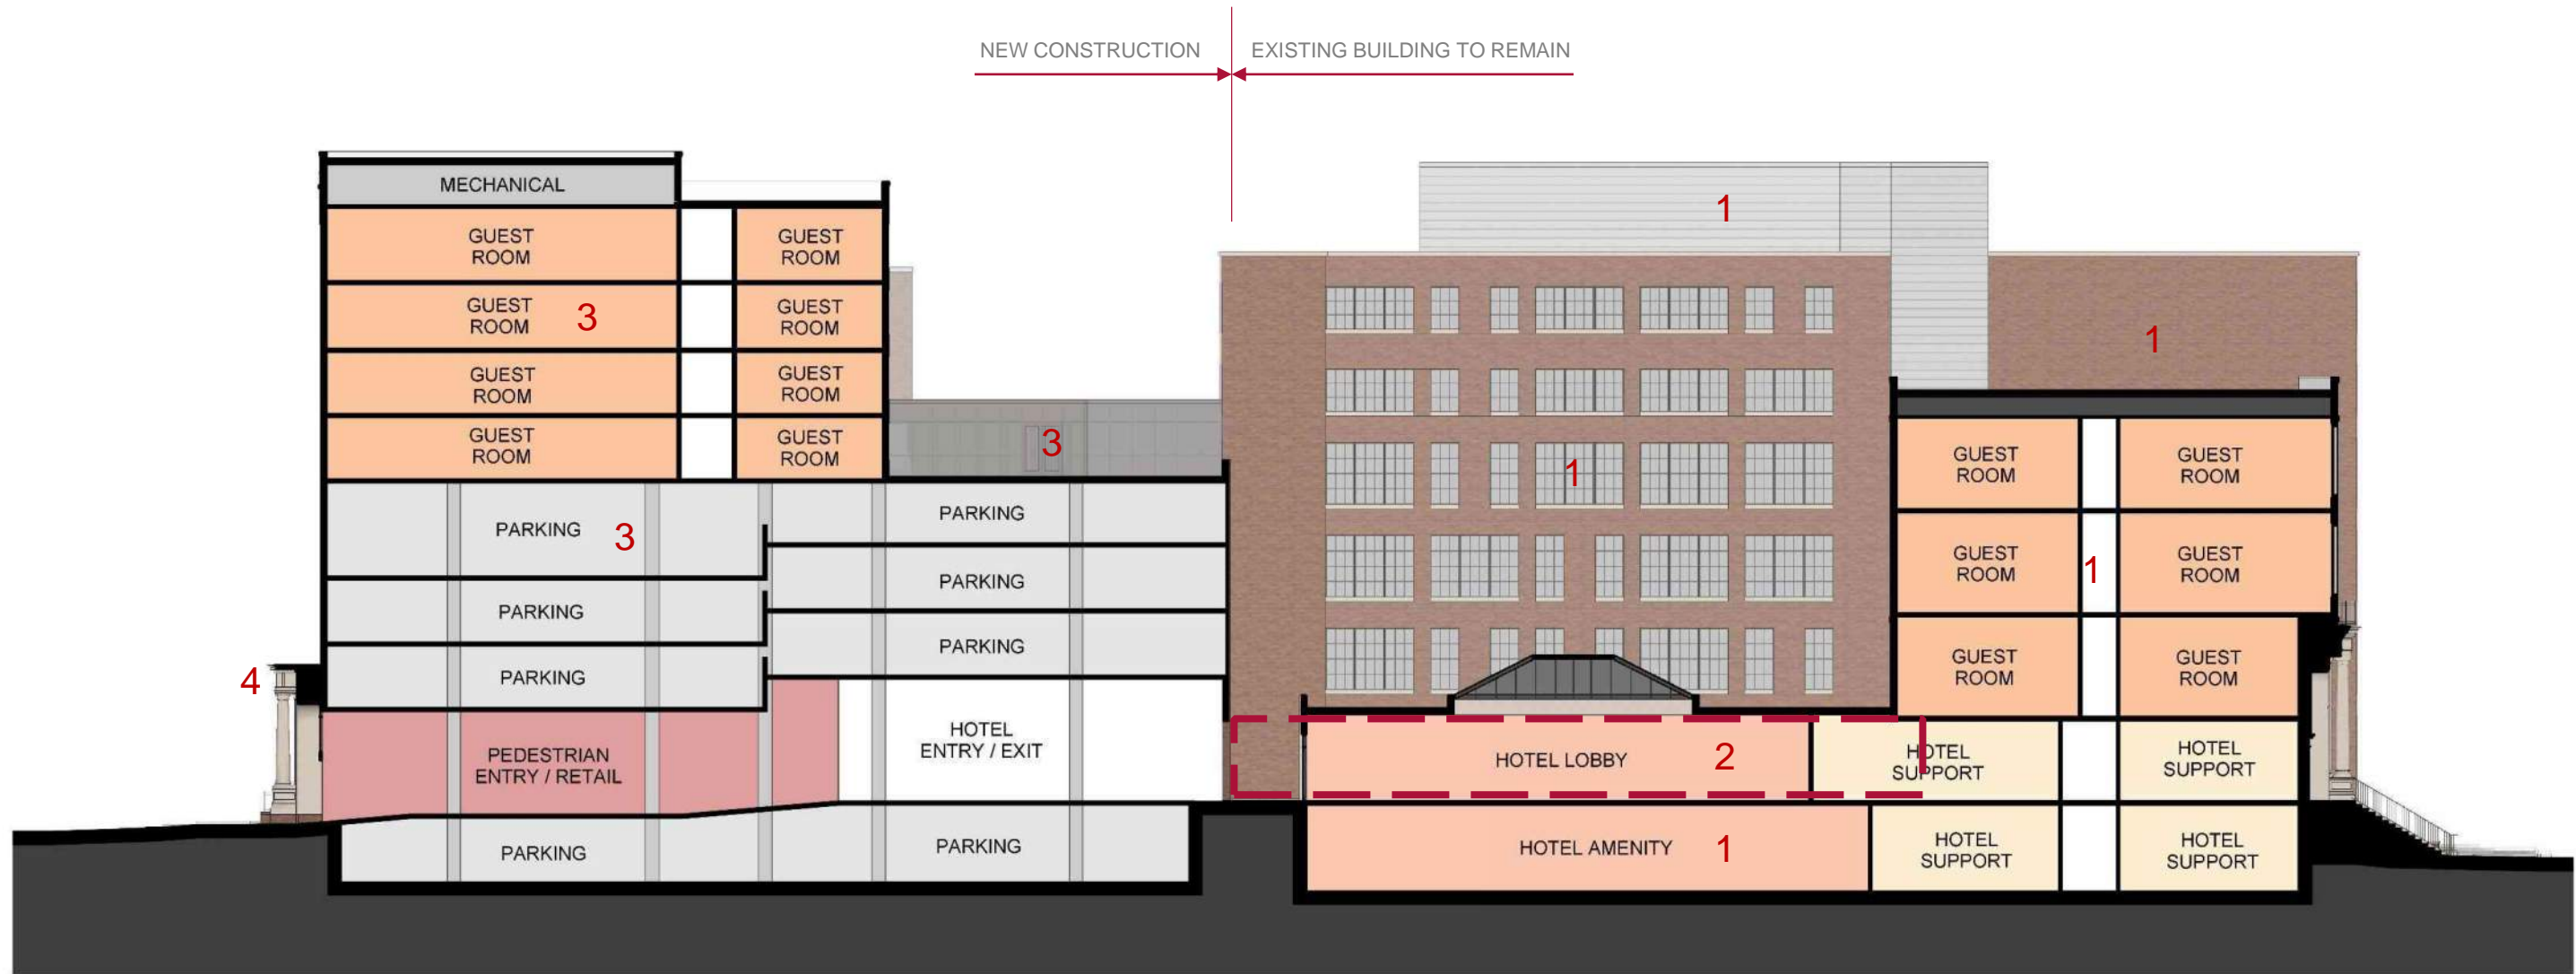 NEW CONSTRUCTION
EXISTING BUILDING TO REMAIN
MECHANICAL
GUEST
ROOM
GUEST
ROOM
GUEST
ROOM
3
GUEST
ROOM
GUEST
ROOM
GUEST
ROOM
GUEST
ROOM
GUEST
ROOM
3
PARKING
3
PARKING
PARKING
PARKING
PARKING
PARKING
4
PEDESTRIAN
ENTRY / RETAIL
HOTEL
ENTRY / EXIT
PARKING
PARKING
1
1
1
GUEST
ROOM
GUEST
ROOM
GUEST
ROOM
1
GUEST
ROOM
GUEST
ROOM
GUEST
ROOM
HOTEL LOBBY
2
HOTEL
SUPPORT
HOTEL
SUPPORT
HOTEL AMENITY
1
HOTEL
SUPPORT
HOTEL
SUPPORT